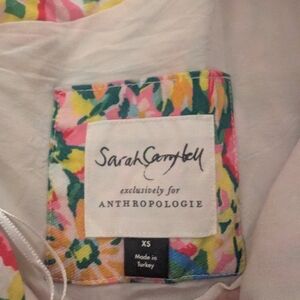 Sarah Campbell
exclusively for
ANTHROPOLOGIE
XS
Made in
Turkey